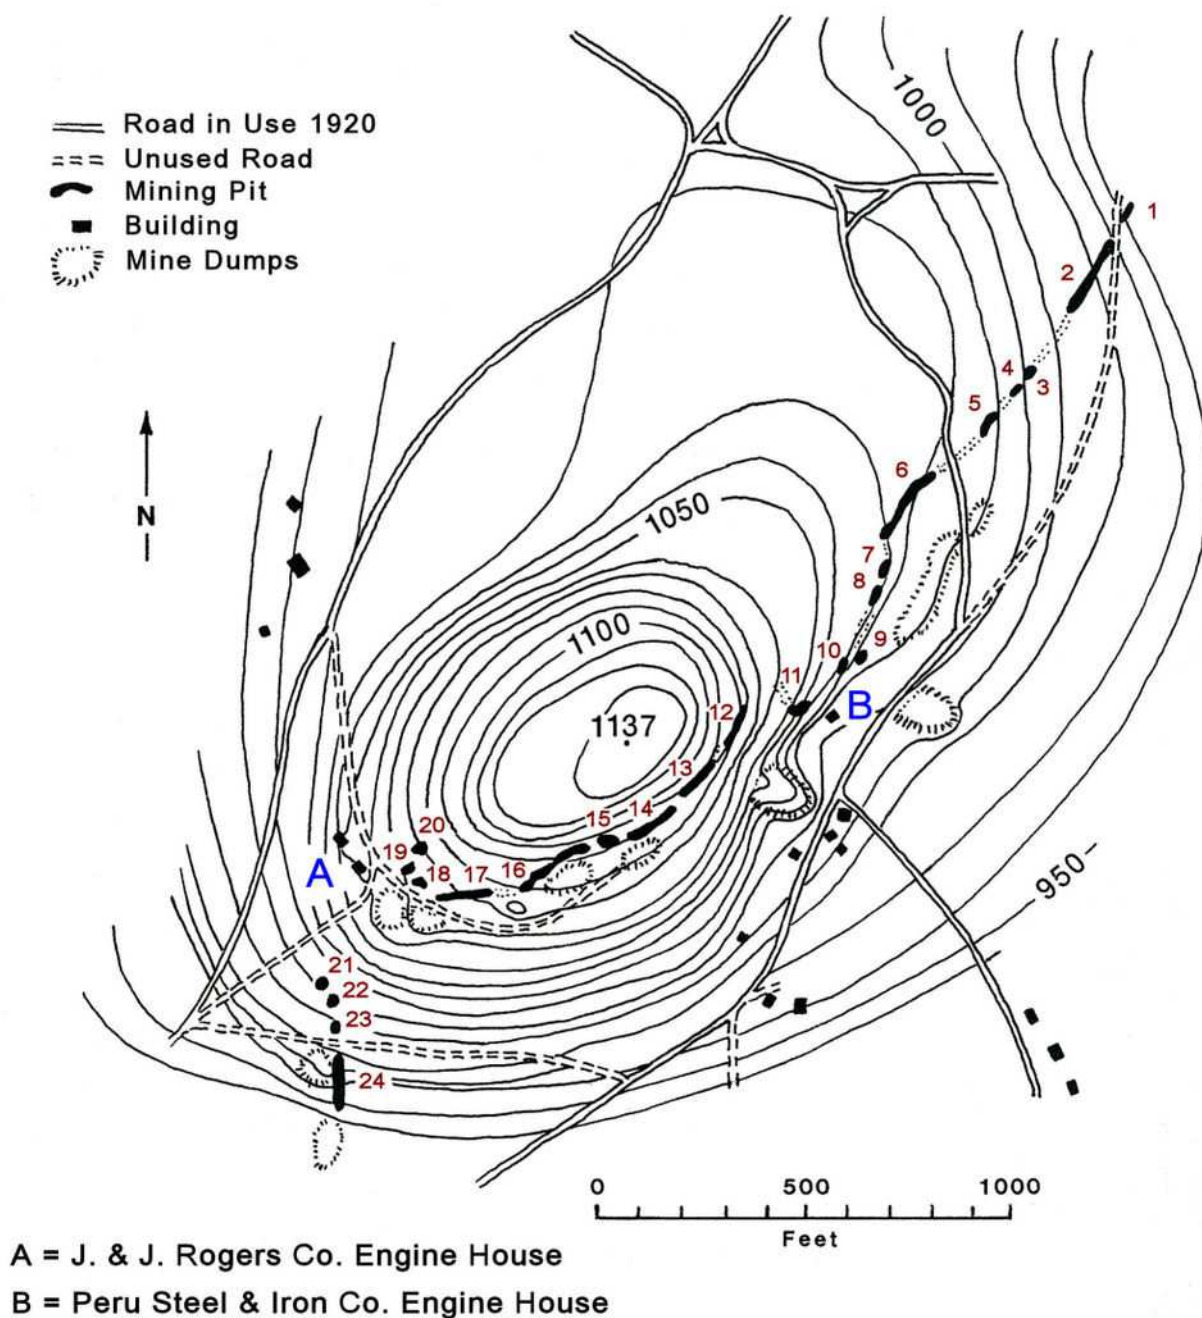 Road in Use 1920
Unused Road
Mining Pit
Building
Mine Dumps
1000
1
2
4
3
5
6
N
1050
7
8
1100
9
10
11
B
12
1137
13
14
15
20
19
A
18
17
16
950
21
22
23
24
0 500 1000
Feet
A = J. & J. Rogers Co. Engine House
B = Peru Steel & Iron Co. Engine House